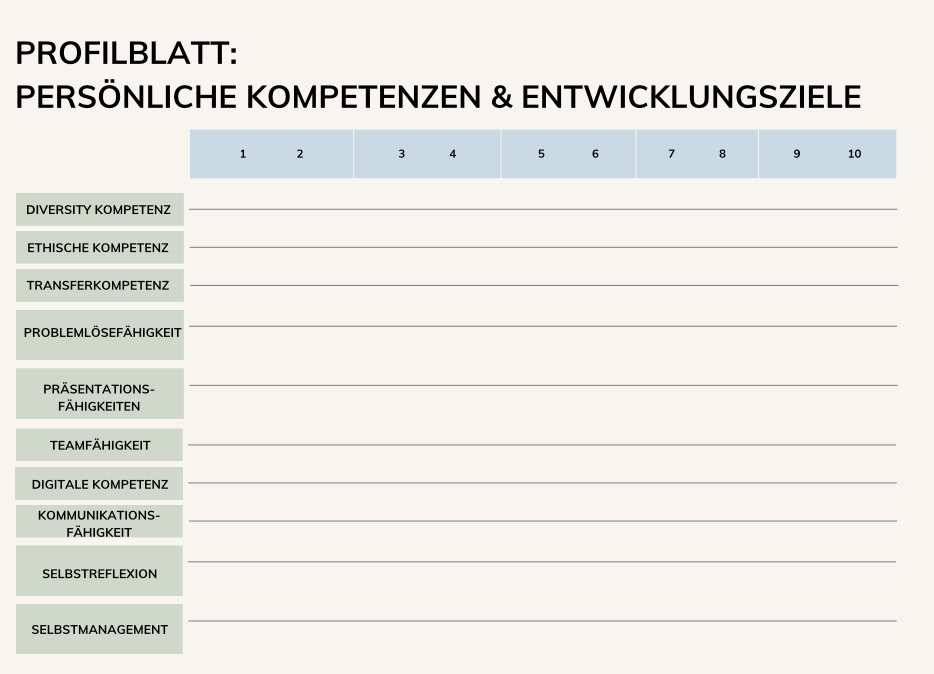 PROFILBLATT:
PERSÖNLICHE KOMPETENZEN & ENTWICKLUNGSZIELE
1 2 3 4 5 6 7 8 9 10
DIVERSITY KOMPETENZ
ETHISCHE KOMPETENZ
TRANSFERKOMPETENZ
PROBLEMLÖSEFÄHIGKEIT
PRÄSENTATIONS-
FÄHIGKEITEN
TEAMFÄHIGKEIT
DIGITALE KOMPETENZ
KOMMUNIKATIONS-
FÄHIGKEIT
SELBSTREFLEXION
SELBSTMANAGEMENT